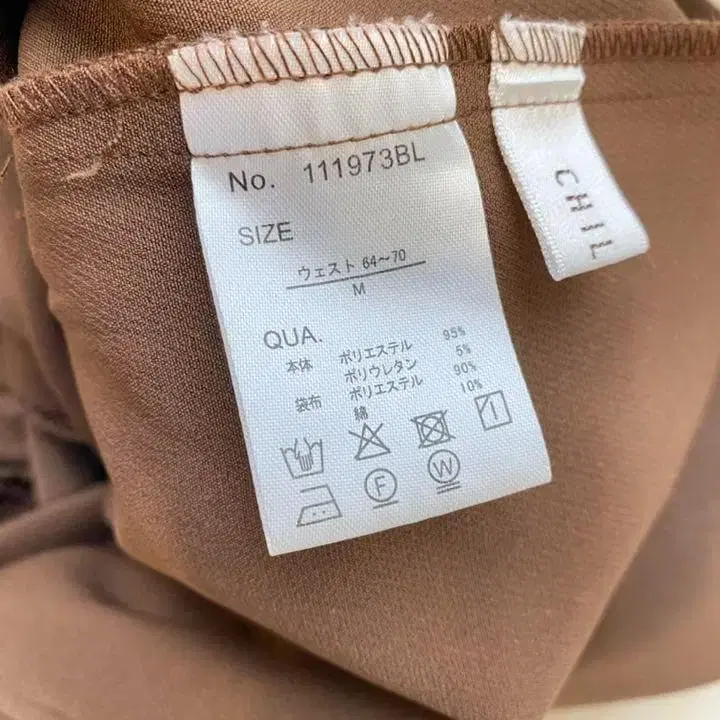 No. 111973BL
SIZE
ウェスト 64～70
M
QUA.
本体 ポリエステル 95%
ポリウレタン 5%
袋布 ポリエステル 90%
綿 10%
F
W
CHIL